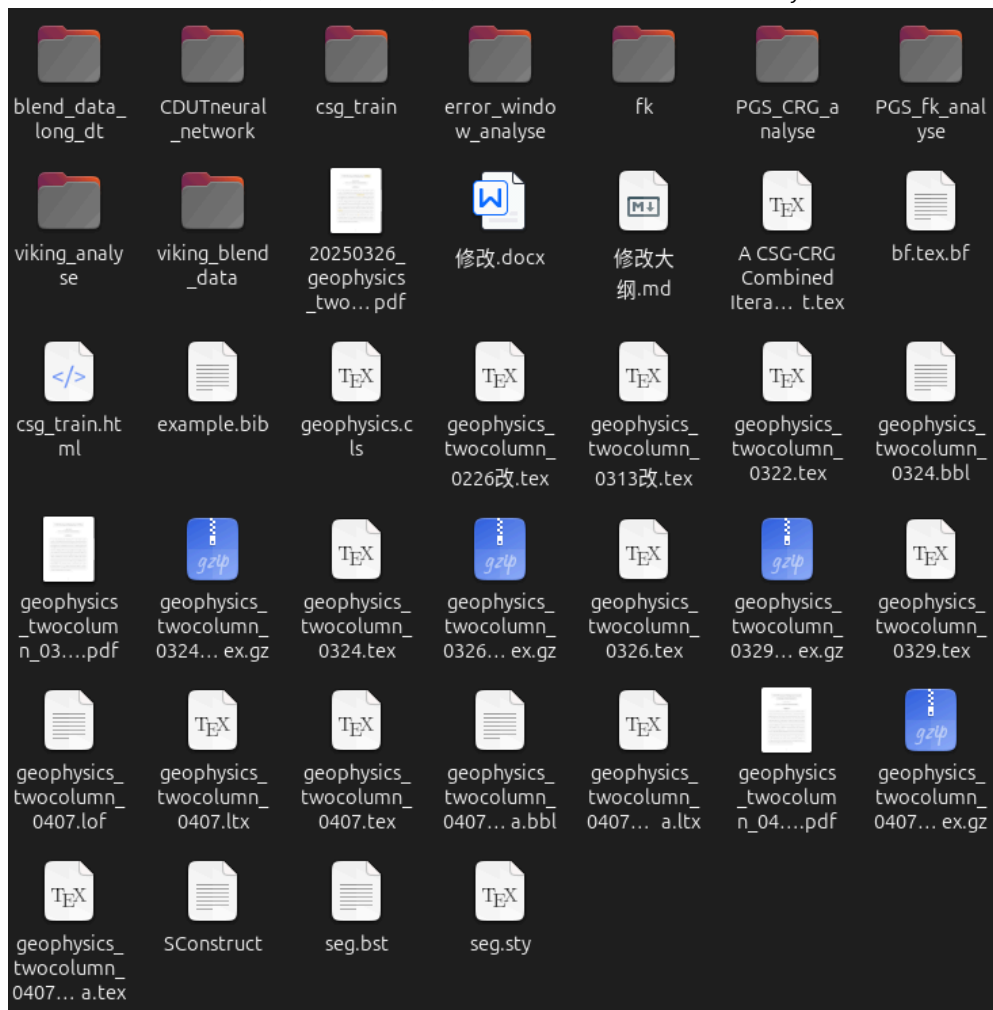 blend_data_ CDUTneural csg_train error_windo fk PGS_CRG_a PGS_fk_anal
long_dt _network w_analyse nalyse yse
viking_analy viking_blend 20250326_ 修改.docx 修改大 A CSG-CRG bf.tex.bf
se _data geophysics_ 纲.md Combined
_two... pdf Itera... t.tex
W M↓ TEX
</> TEX TEX TEX TEX
csg_train.ht example.bib geophysics.c geophysics_ geophysics_ geophysics_ geophysics_
ml ls twocolumn_ twocolumn_ twocolumn_ twocolumn_
0226改.tex 0313改.tex 0322.tex 0324.bbl
gzip TEX gzip TEX gzip TEX
geophysics geophysics_ geophysics_ geophysics_ geophysics_ geophysics_ geophysics_
_twocolum twocolumn_ twocolumn_ twocolumn_ twocolumn_ twocolumn_ twocolumn_
n_03....pdf 0324... ex.gz 0324.tex 0326... ex.gz 0326.tex 0329... ex.gz 0329.tex
TEX TEX TEX gzip
geophysics_ geophysics_ geophysics_ geophysics_ geophysics_ geophysics geophysics_
twocolumn_ twocolumn_ twocolumn_ twocolumn_ twocolumn_ _twocolum twocolumn_
0407.lof 0407.ltx 0407.tex 0407... a.bbl 0407... a.ltx n_04....pdf 0407... ex.gz
TEX TEX
geophysics_ SConstruct seg.bst seg.sty
twocolumn_
0407... a.tex